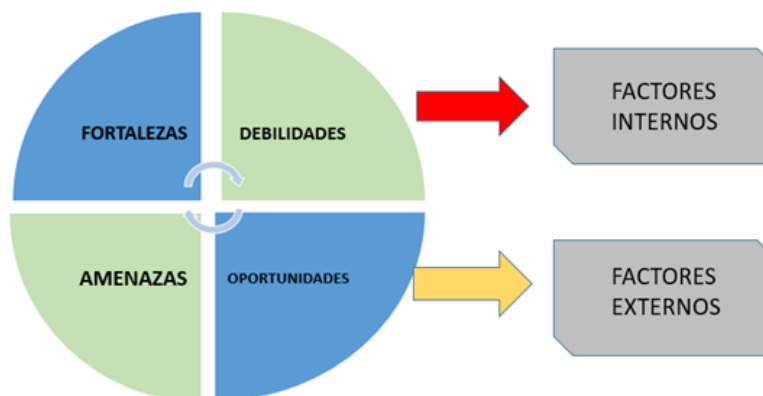 FORTALEZAS
DEBILIDADES
FACTORES
INTERNOS
AMENAZAS
OPORTUNIDADES
FACTORES
EXTERNOS